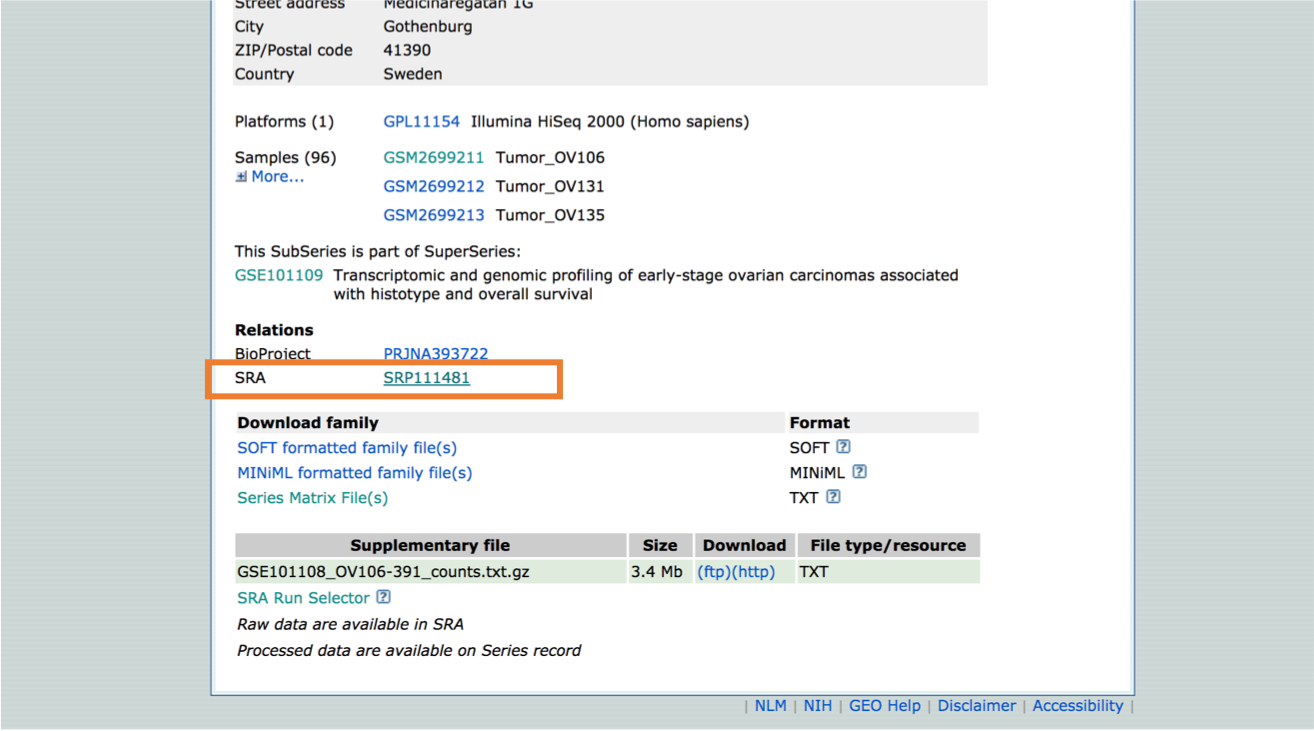 Street address Medicinaregatan 1G
City Gothenburg
ZIP/Postal code 41390
Country Sweden
Platforms (1) GPL11154 Illumina HiSeq 2000 (Homo sapiens)
Samples (96) GSM2699211 Tumor_OV106
More... GSM2699212 Tumor_OV131
GSM2699213 Tumor_OV135
This SubSeries is part of SuperSeries:
GSE101109 Transcriptomic and genomic profiling of early-stage ovarian carcinomas associated
with histotype and overall survival
Relations
BioProject PRJNA393722
SRA SRP111481
Download family Format
SOFT formatted family file(s) SOFT ?
MINiML formatted family file(s) MINiML ?
Series Matrix File(s) TXT ?
Supplementary file Size Download File type/resource
GSE101108_OV106-391_counts.txt.gz 3.4 Mb (ftp)(http) TXT
SRA Run Selector ?
Raw data are available in SRA
Processed data are available on Series record
| NLM | NIH | GEO Help | Disclaimer | Accessibility |